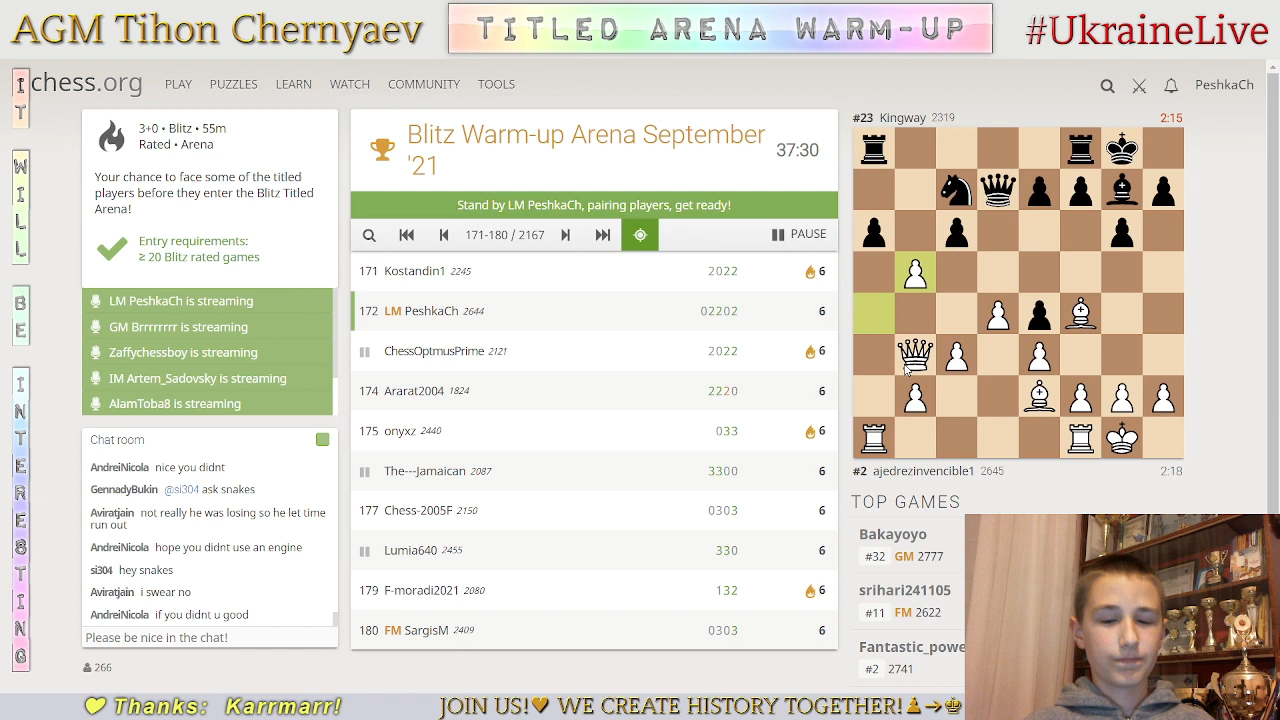 AGM Tihon Chernyaev
TITLED ARENA WARM-UP
#UkraineLive
IT
WILL
BE
INTERE8TING
chess.org
PLAY PUZZLES LEARN WATCH COMMUNITY TOOLS
PeshkaCh
3+0 • Blitz • 55m
Rated • Arena
Your chance to face some of the titled
players before they enter the Blitz Titled
Arena!
Entry requirements:
≥ 20 Blitz rated games
LM PeshkaCh is streaming
GM Brrrrrrrr is streaming
Zaffychessboy is streaming
IM Artem_Sadovsky is streaming
AlamToba8 is streaming
Chat room
AndreiNicola nice you didnt
GennadyBukin @si304 ask snakes
Aviratjain not really he was losing so he let time
run out
AndreiNicola hope you didnt use an engine
si304 hey snakes
Aviratjain i swear no
AndreiNicola if you didnt u good
Please be nice in the chat!
266
Blitz Warm-up Arena September
'21
37:30
Stand by LM PeshkaCh, pairing players, get ready!
171-180 / 2167
PAUSE
171 Kostandin1 2245 2022 6
172 LM PeshkaCh 2644 02202 6
ChessOptmusPrime 2121 2022 6
174 Ararat2004 1824 2220 6
175 onyxz 2440 033 6
The---Jamaican 2087 3300 6
177 Chess-2005F 2150 0303 6
Lumia640 2455 330 6
179 F-moradi2021 2080 132 6
180 FM SargisM 2409 0303 6
#23 Kingway 2319 2:15
#2 ajedrezinvencible1 2645 2:18
TOP GAMES
Bakayoyo
#32 GM 2777
srihari241105
#11 FM 2622
Fantastic_powe
#2 2741
Thanks: Karrmarr!
JOIN US! WE CREATE HISTORY TOGETHER!